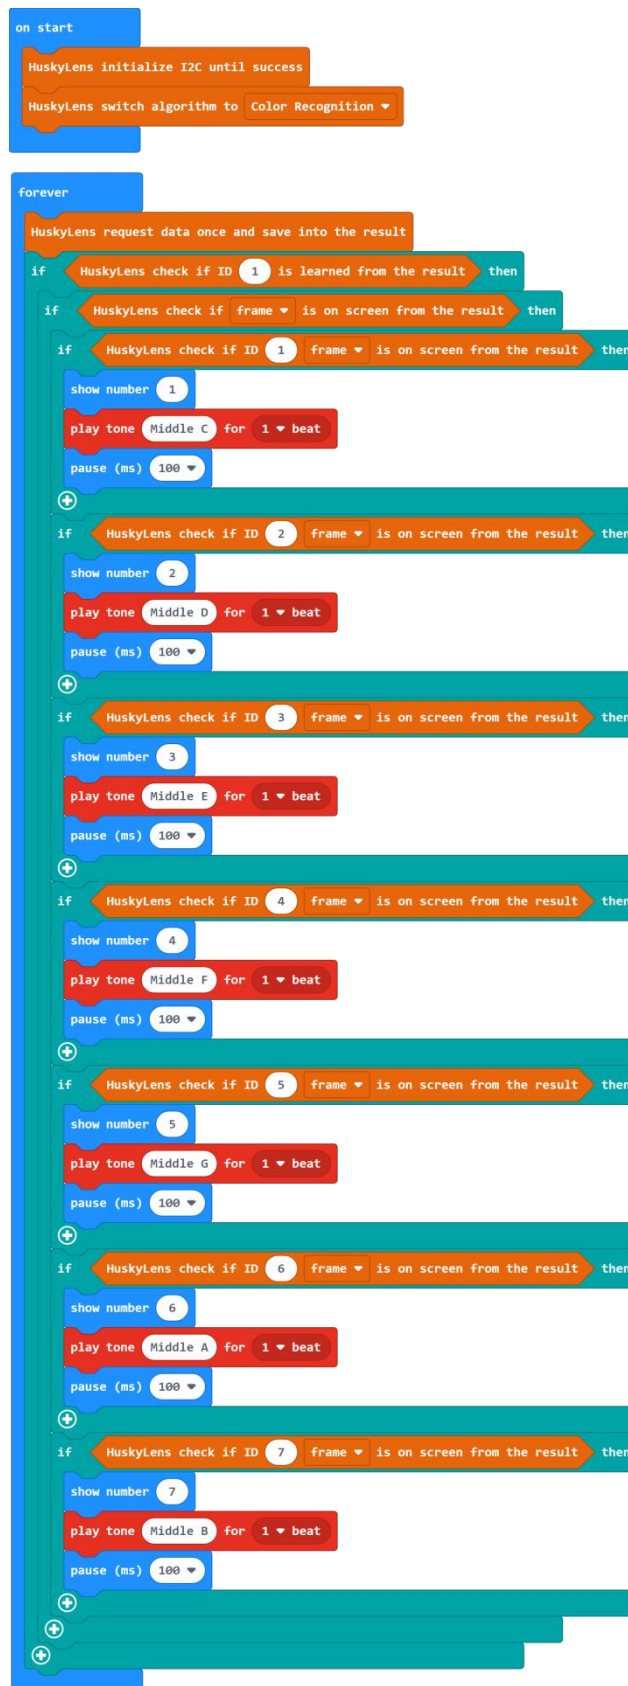 on start
HuskyLens initialize I2C until success
HuskyLens switch algorithm to Color Recognition
forever
HuskyLens request data once and save into the result
if HuskyLens check if ID 1 is learned from the result then
if HuskyLens check if frame is on screen from the result then
if HuskyLens check if ID 1 frame is on screen from the result then
show number 1
play tone Middle C for 1 beat
pause (ms) 100
if HuskyLens check if ID 2 frame is on screen from the result then
show number 2
play tone Middle D for 1 beat
pause (ms) 100
if HuskyLens check if ID 3 frame is on screen from the result then
show number 3
play tone Middle E for 1 beat
pause (ms) 100
if HuskyLens check if ID 4 frame is on screen from the result then
show number 4
play tone Middle F for 1 beat
pause (ms) 100
if HuskyLens check if ID 5 frame is on screen from the result then
show number 5
play tone Middle G for 1 beat
pause (ms) 100
if HuskyLens check if ID 6 frame is on screen from the result then
show number 6
play tone Middle A for 1 beat
pause (ms) 100
if HuskyLens check if ID 7 frame is on screen from the result then
show number 7
play tone Middle B for 1 beat
pause (ms) 100